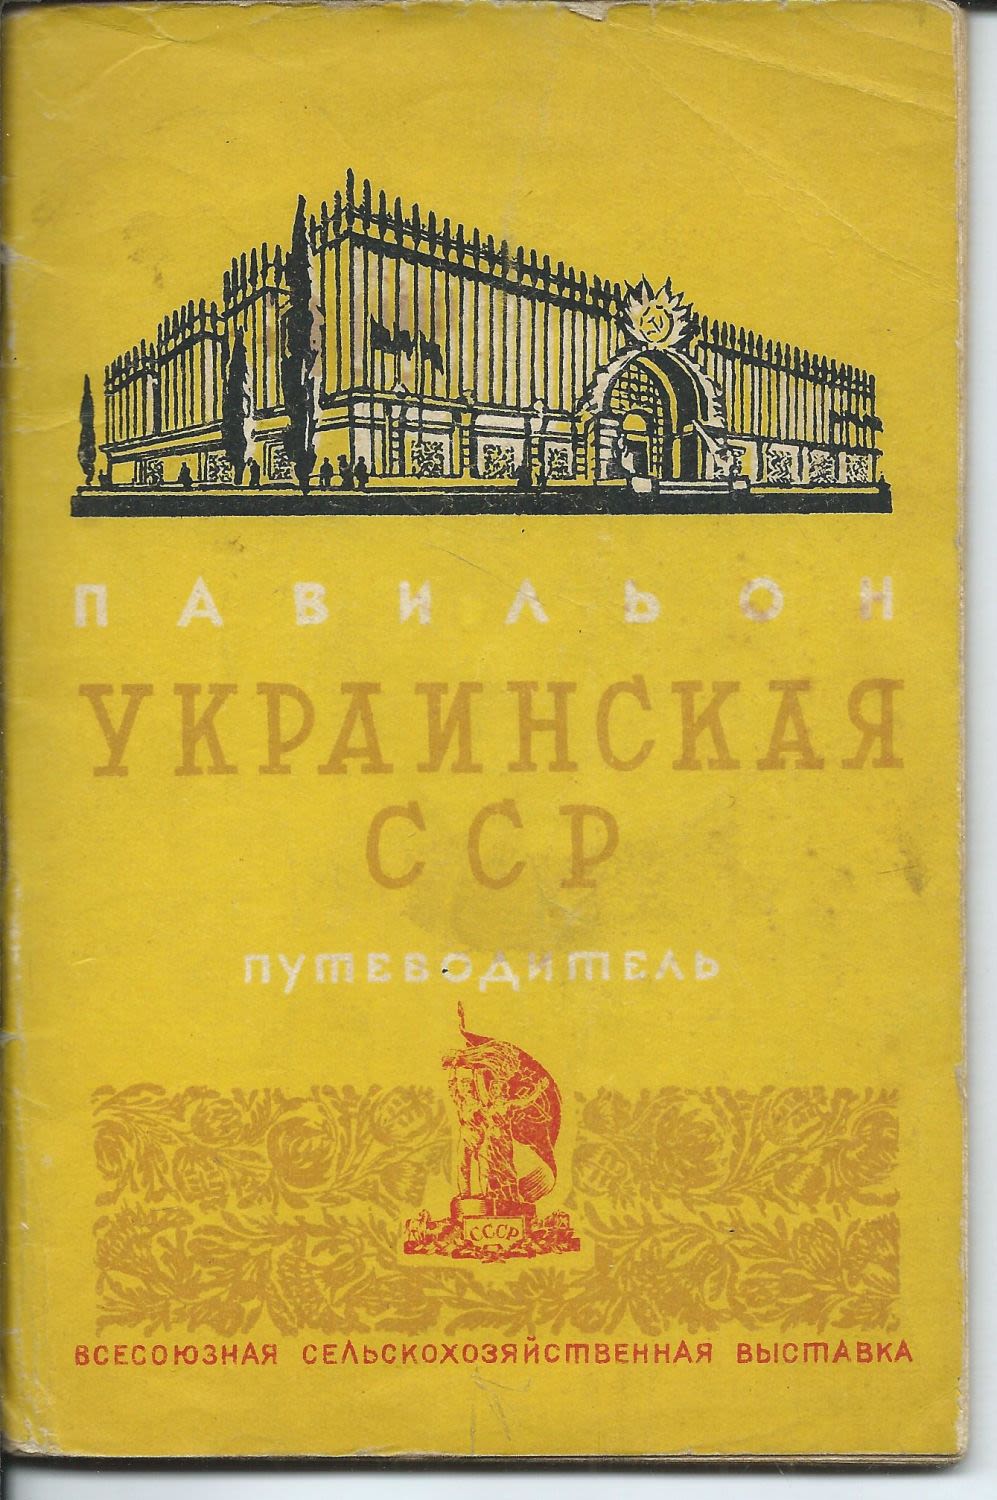 ПАВИЛЬОН
УКРАИНСКАЯ
ССР
ПУТЕВОДИТЕЛЬ
СССР
ВСЕСОЮЗНАЯ СЕЛЬСКОХОЗЯЙСТВЕННАЯ ВЫСТАВКА